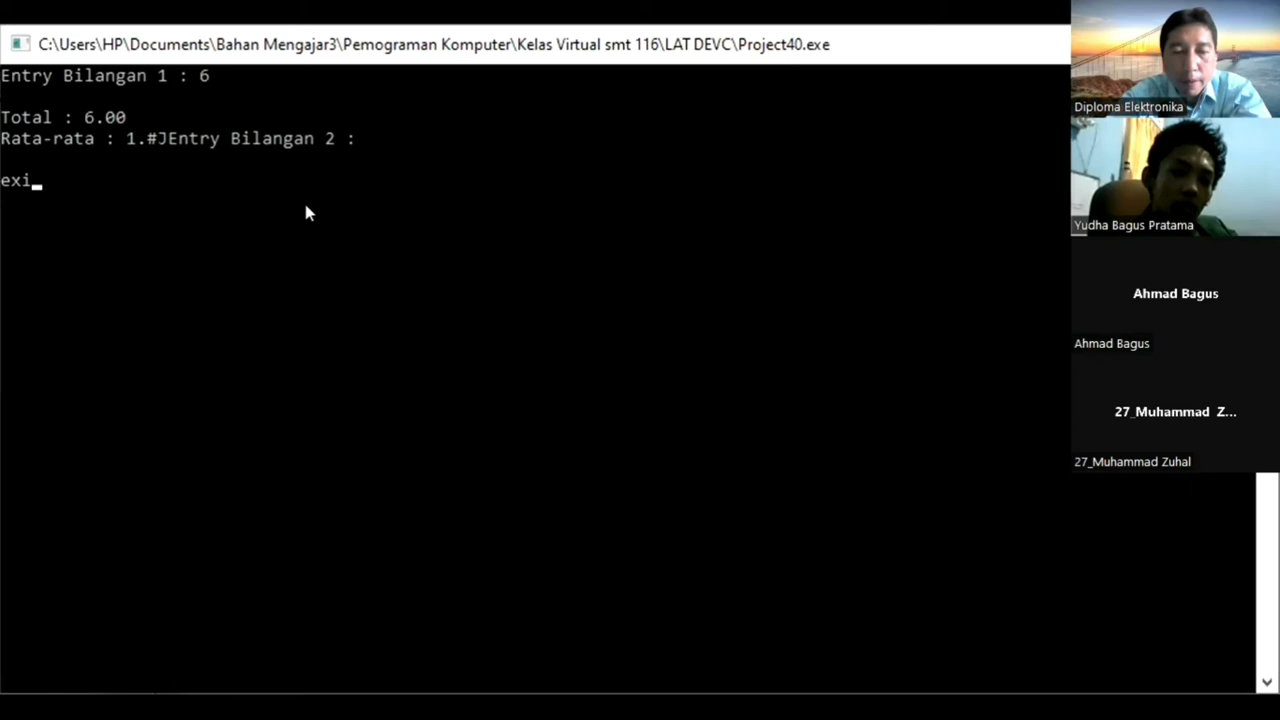 C:\Users\HP\Documents\Bahan Mengajar3\Pemograman Komputer\Kelas Virtual smt 116\LAT DEVC\Project40.exe
Entry Bilangan 1 : 6
Total : 6.00
Rata-rata : 1.#JEntry Bilangan 2 :
exi_
Diploma Elektronika
Yudha Bagus Pratama
Ahmad Bagus
Ahmad Bagus
27_Muhammad Z...
27_Muhammad Zuhal